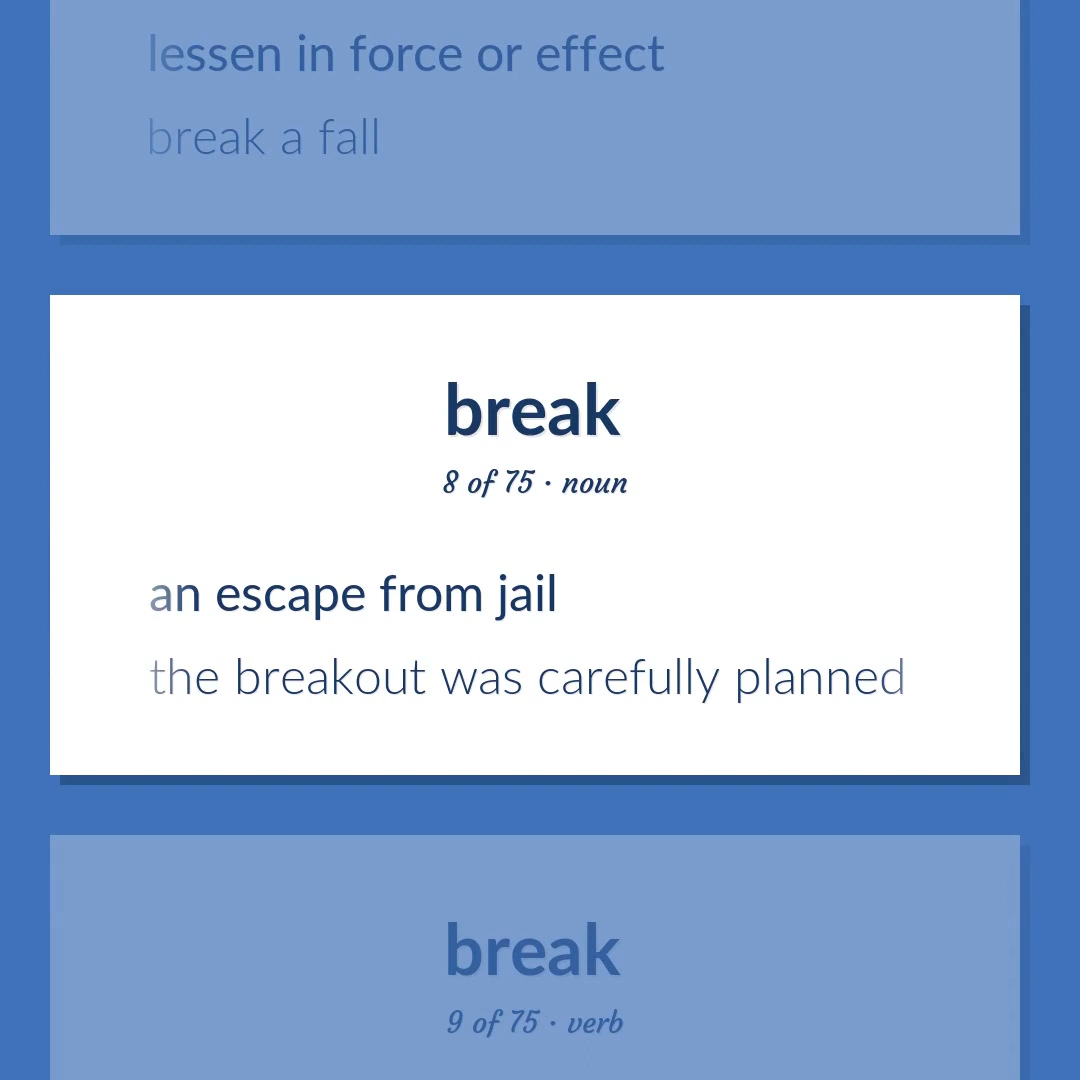 lessen in force or effect
break a fall
break
8 of 75 · noun
an escape from jail
the breakout was carefully planned
break
9 of 75 · verb